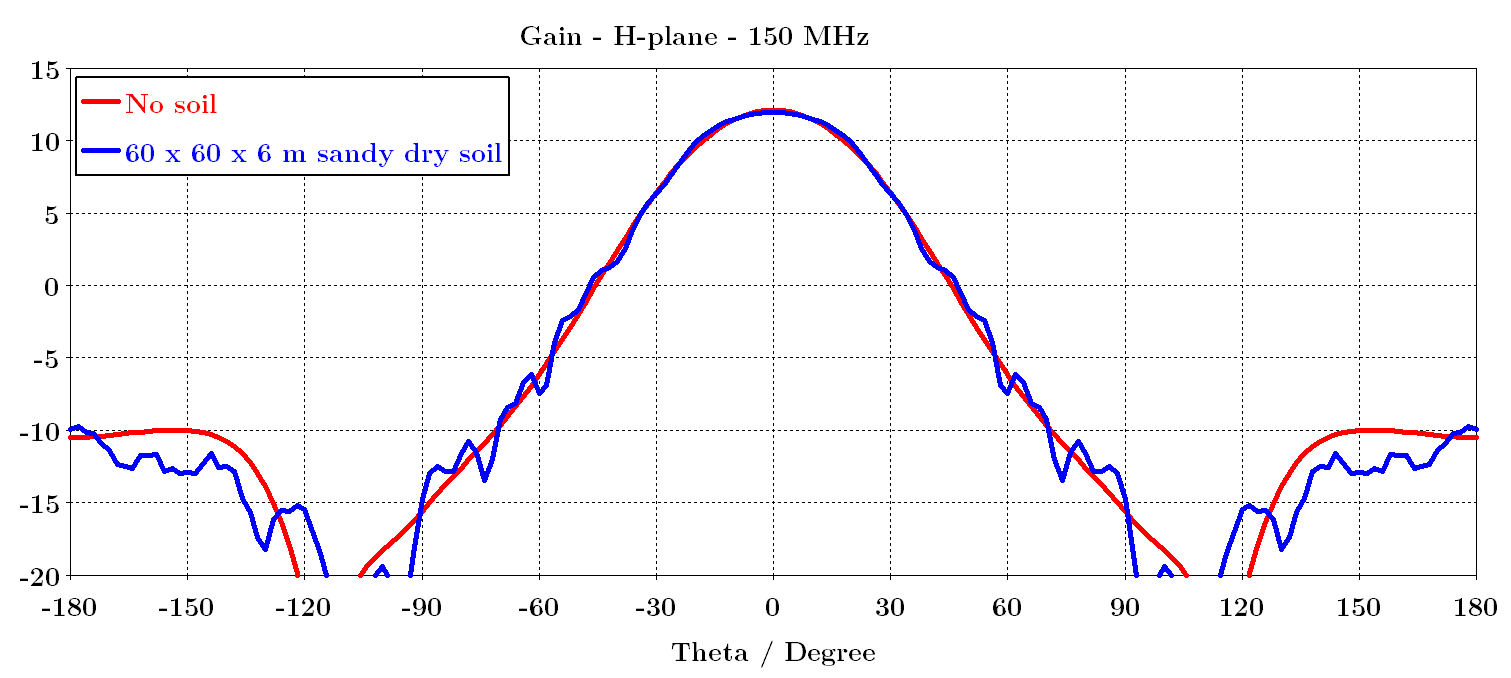 Gain - H-plane - 150 MHz
15
No soil
10
60 x 60 x 6 m sandy dry soil
5
0
-5
-10
-15
-20
-180 -150 -120 -90 -60 -30 0 30 60 90 120 150 180
Theta / Degree